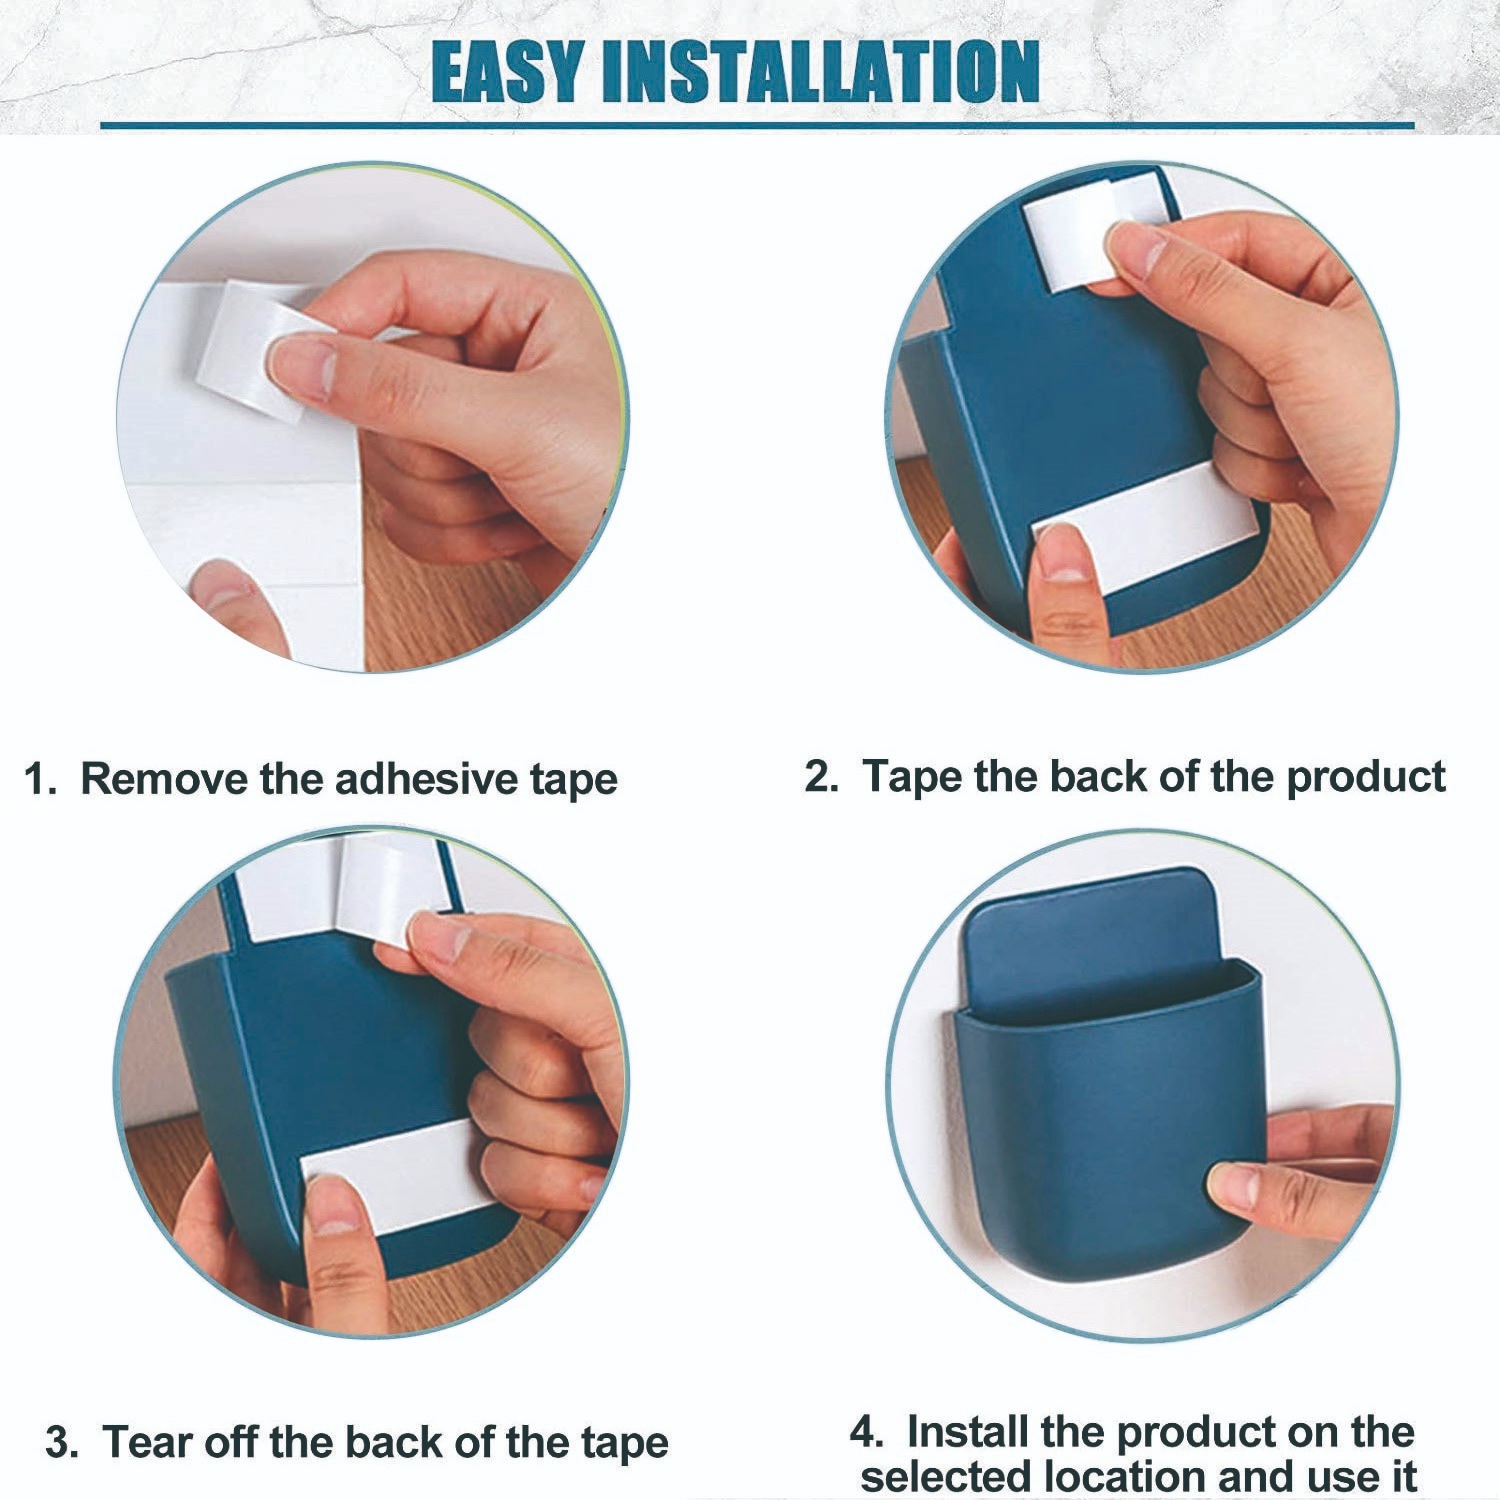 EASY INSTALLATION
1. Remove the adhesive tape
2. Tape the back of the product
3. Tear off the back of the tape
4. Install the product on the
selected location and use it